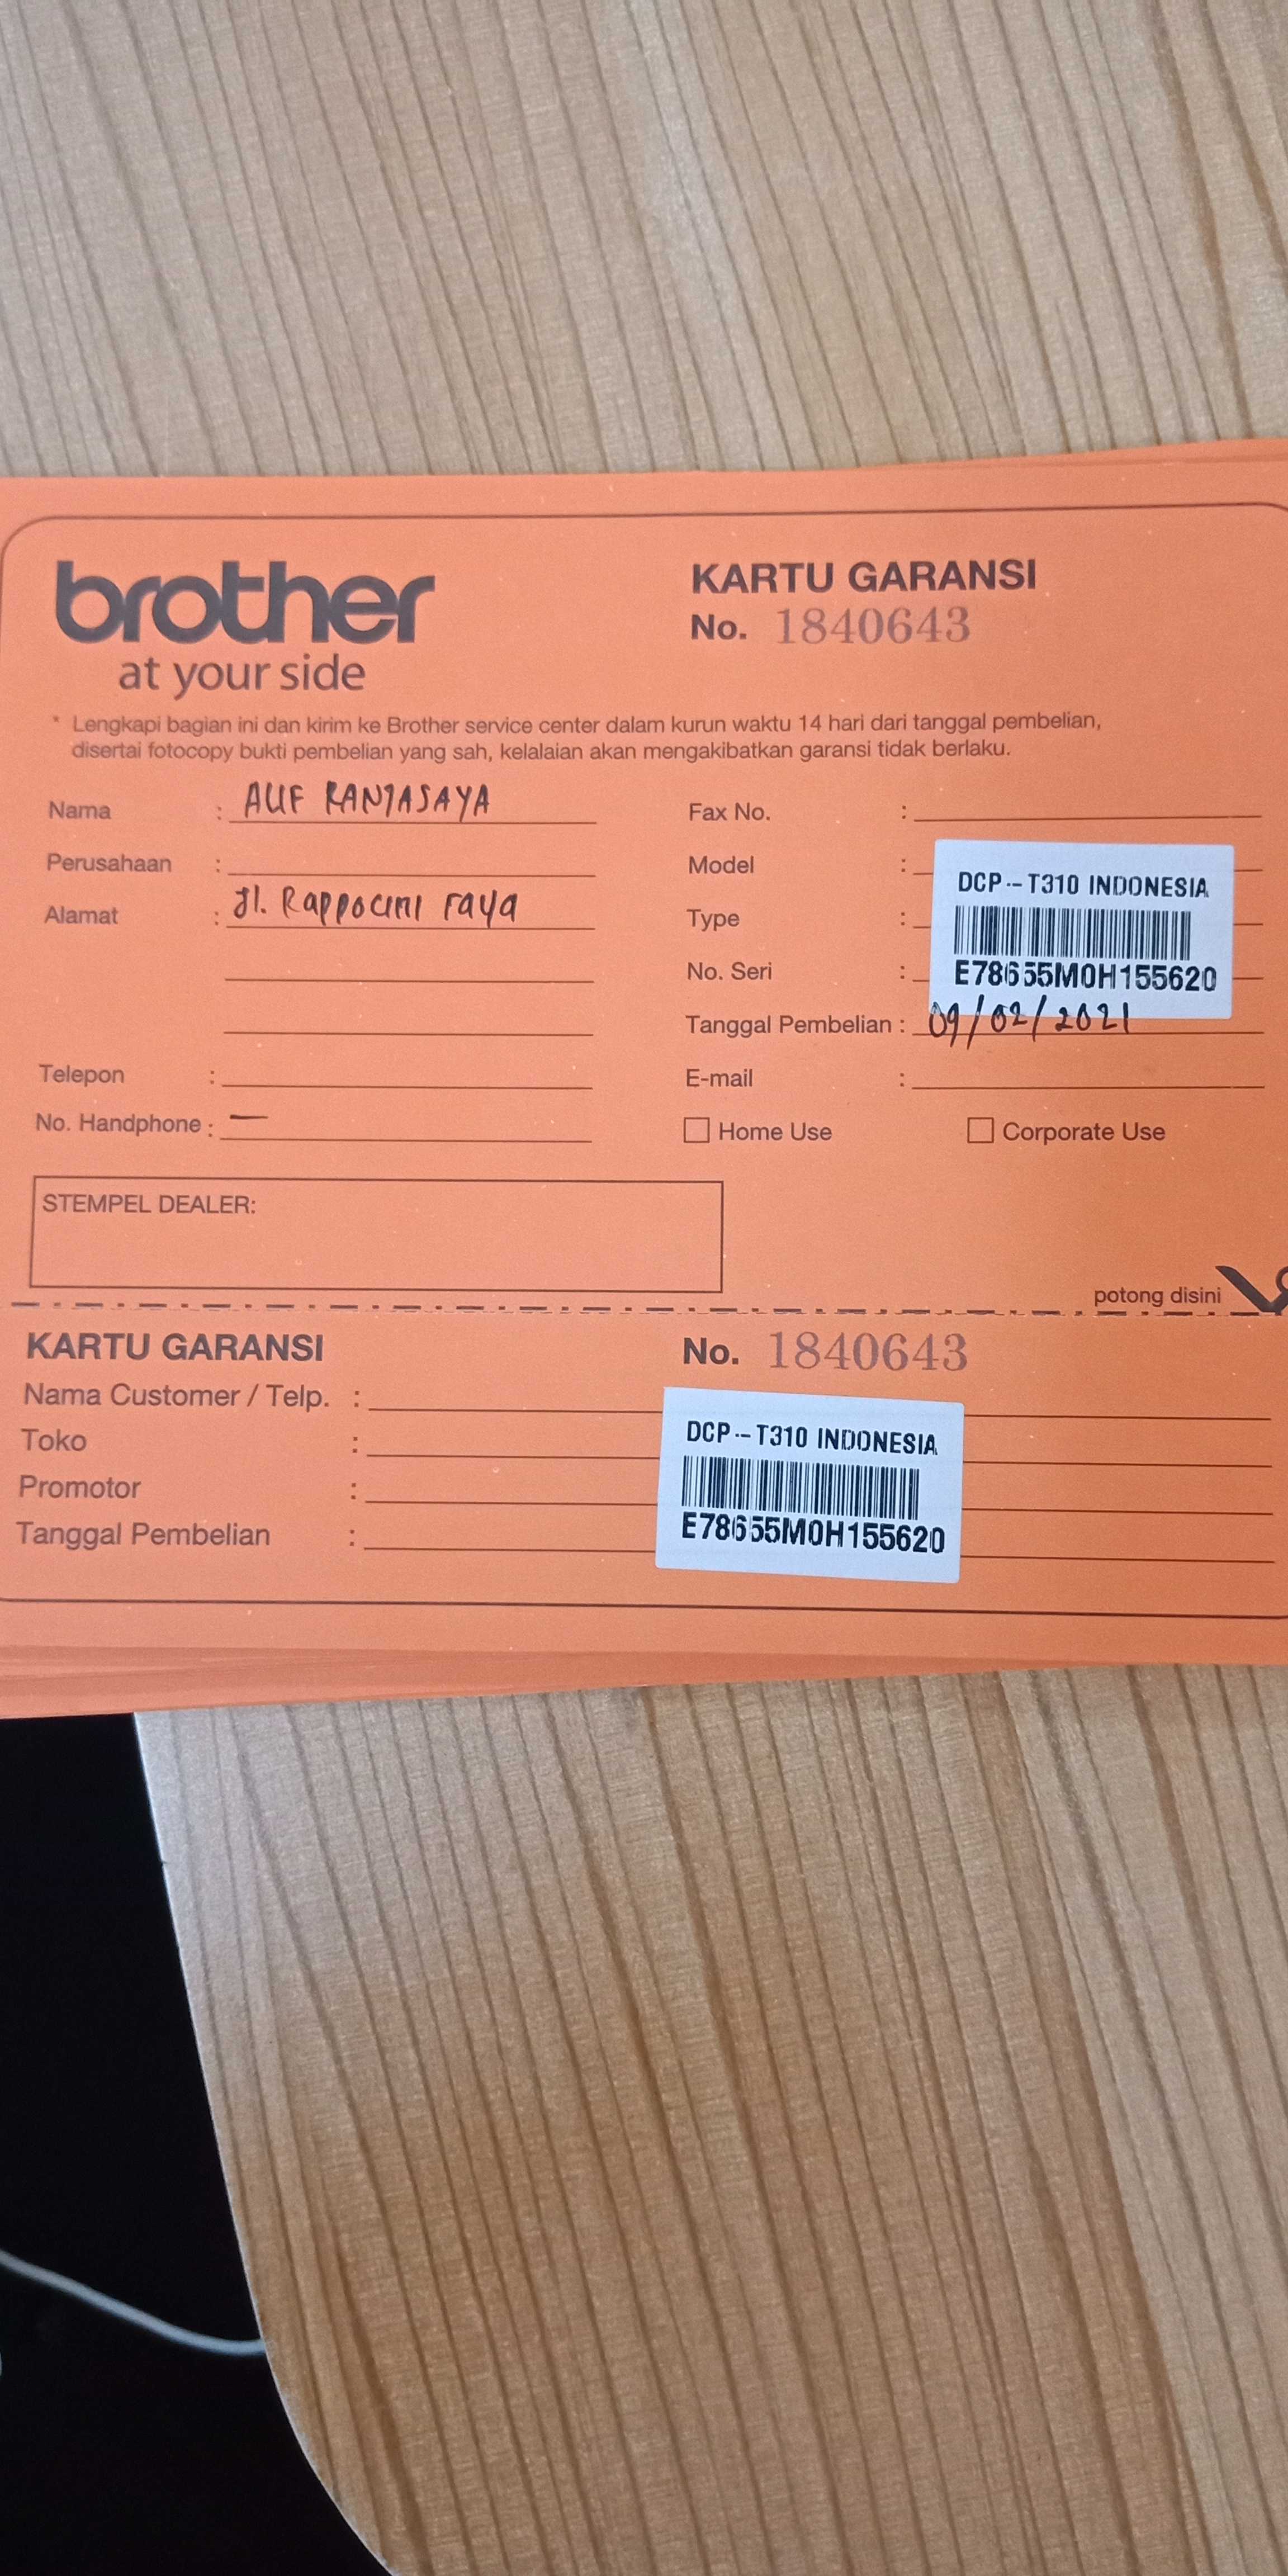 brother
at your side
KARTU GARANSI
No. 1840643
* Lengkapi bagian ini dan kirim ke Brother service center dalam kurun waktu 14 hari dari tanggal pembelian,
disertai fotocopy bukti pembelian yang sah, kelalaian akan mengakibatkan garansi tidak berlaku.
Nama : ALIF RANJASAYA
Perusahaan :
Alamat : Jl. Rappocini raya
Telepon :
No. Handphone : —
Fax No. :
Model :
DCP -- T310 INDONESIA
Type :
No. Seri :
E78655M0H155620
Tanggal Pembelian : 09/02/2021
E-mail :
Home Use
Corporate Use
STEMPEL DEALER:
potong disini
KARTU GARANSI
No. 1840643
Nama Customer / Telp. :
Toko :
Promotor :
Tanggal Pembelian :
DCP -- T310 INDONESIA
E78655M0H155620